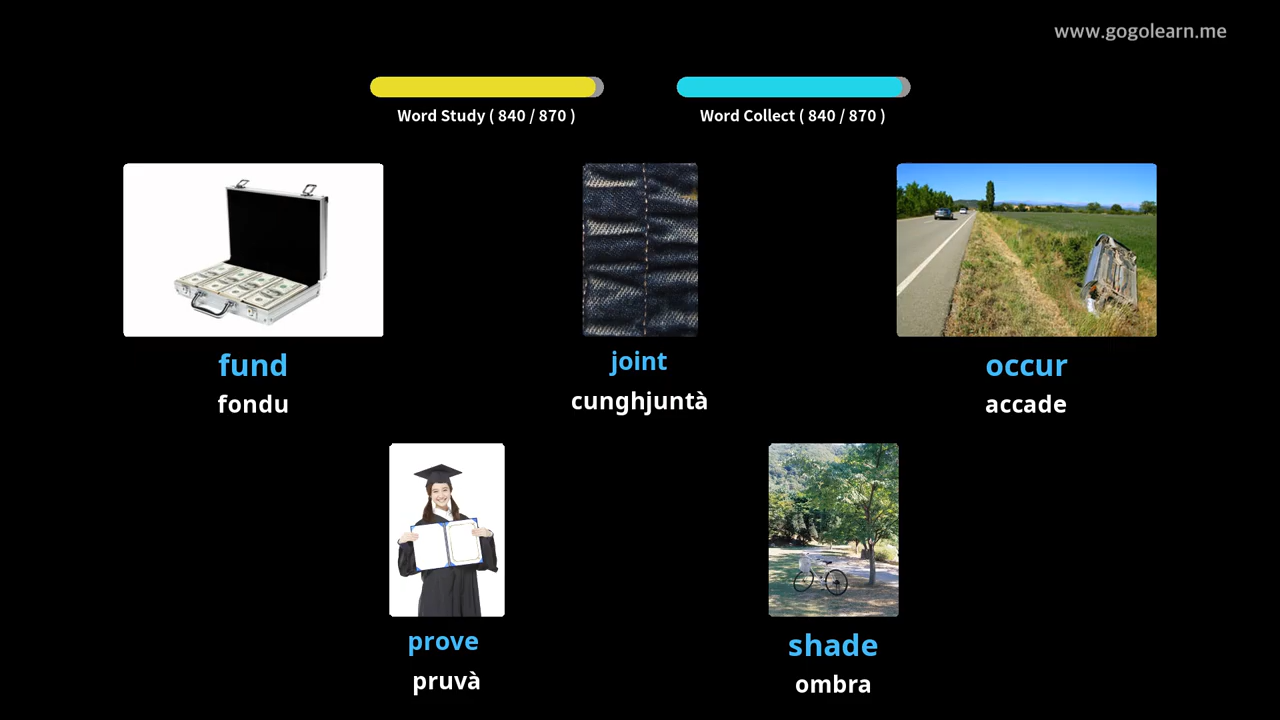 www.gogolearn.me
Word Study ( 840 / 870 )
Word Collect ( 840 / 870 )
fund
fondu
joint
cunghjuntà
occur
accade
prove
pruvà
shade
ombra